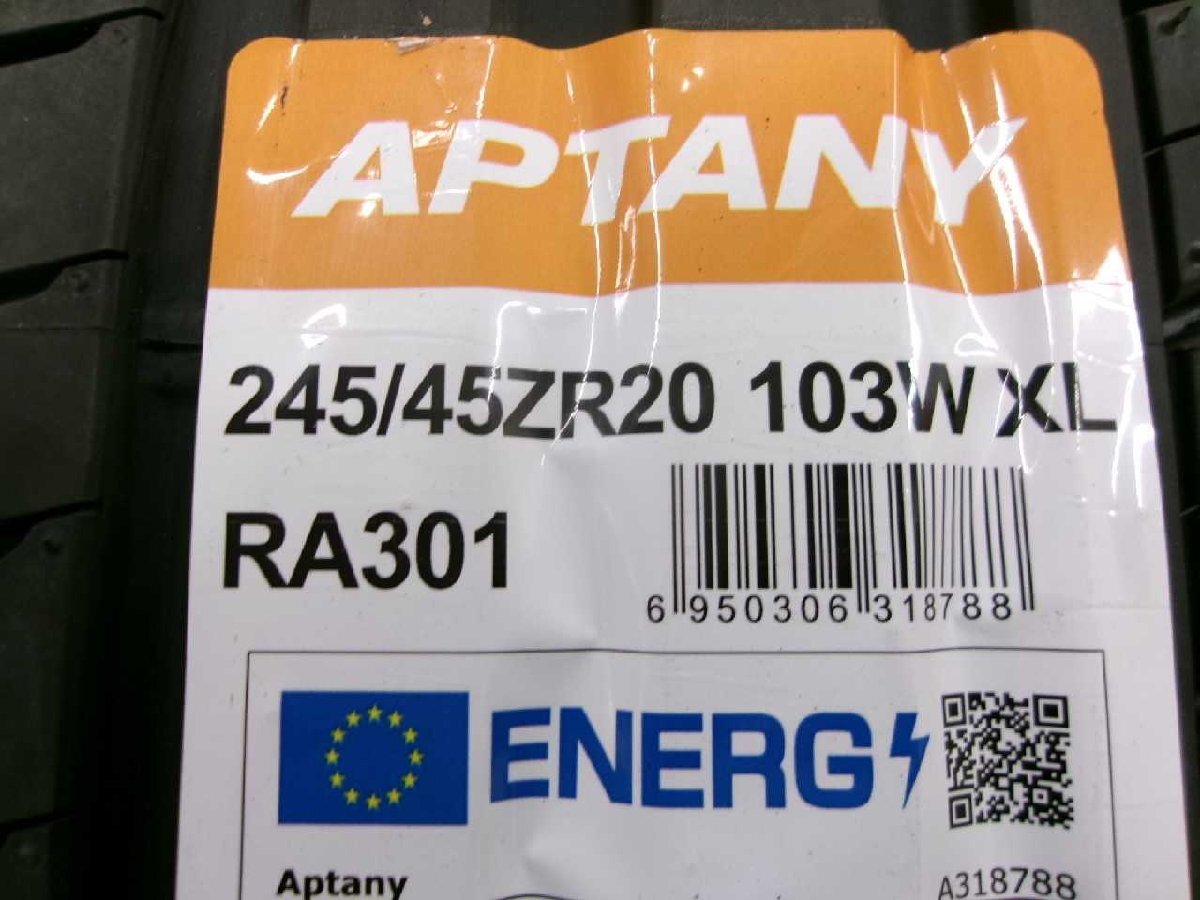 APTANY
245/45ZR20 103W XL
RA301
6 950306 318788
ENERG
Aptany
A318788